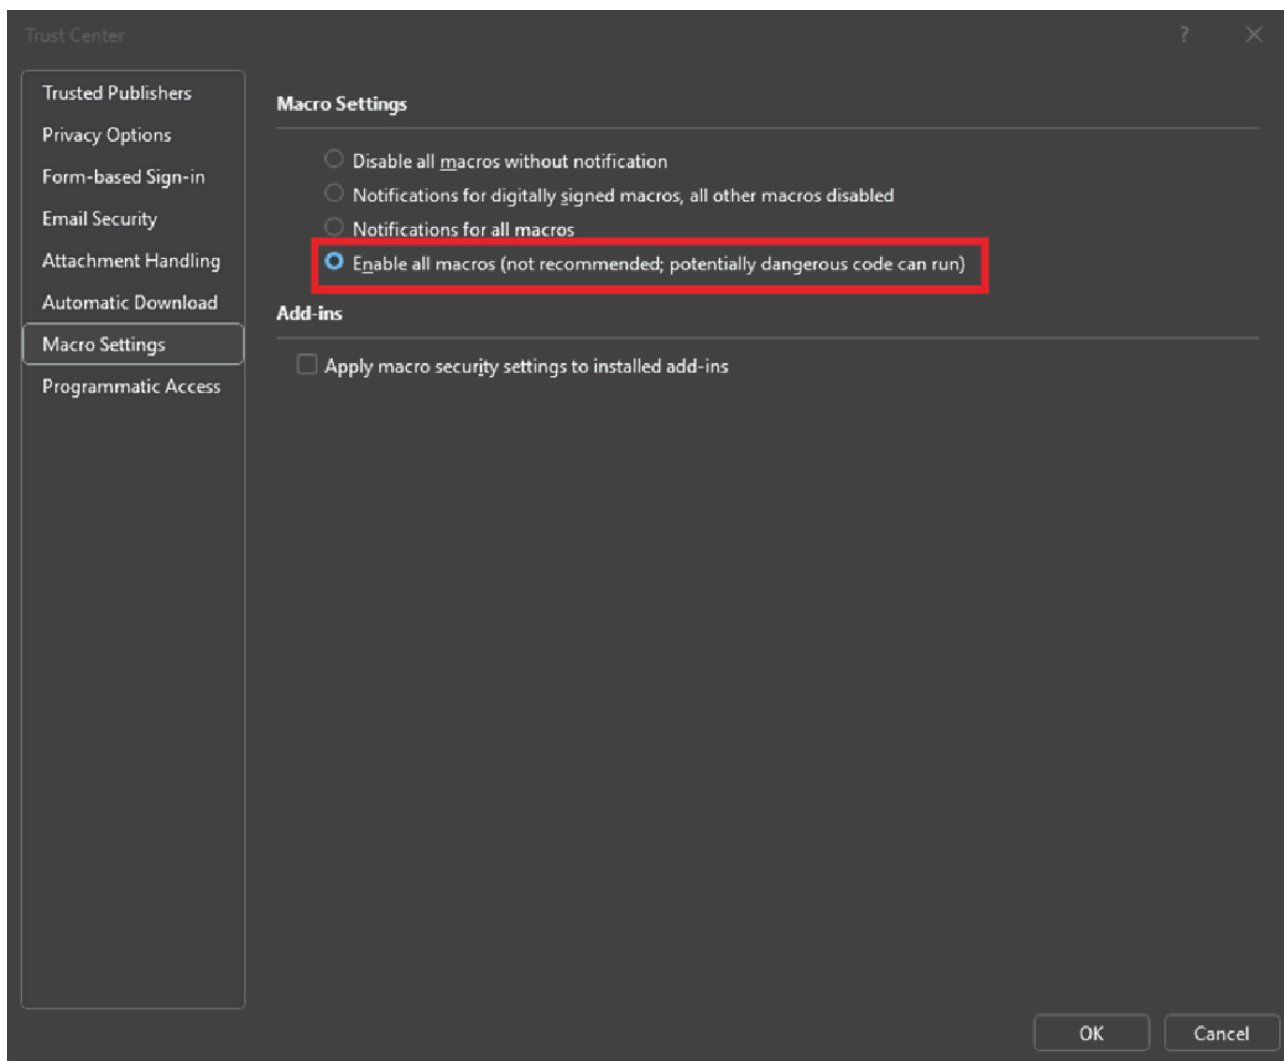 Trust Center
?
Trusted Publishers
Privacy Options
Form-based Sign-in
Email Security
Attachment Handling
Automatic Download
Macro Settings
Programmatic Access
Macro Settings
Disable all macros without notification
Notifications for digitally signed macros, all other macros disabled
Notifications for all macros
Enable all macros (not recommended; potentially dangerous code can run)
Add-ins
Apply macro security settings to installed add-ins
OK
Cancel